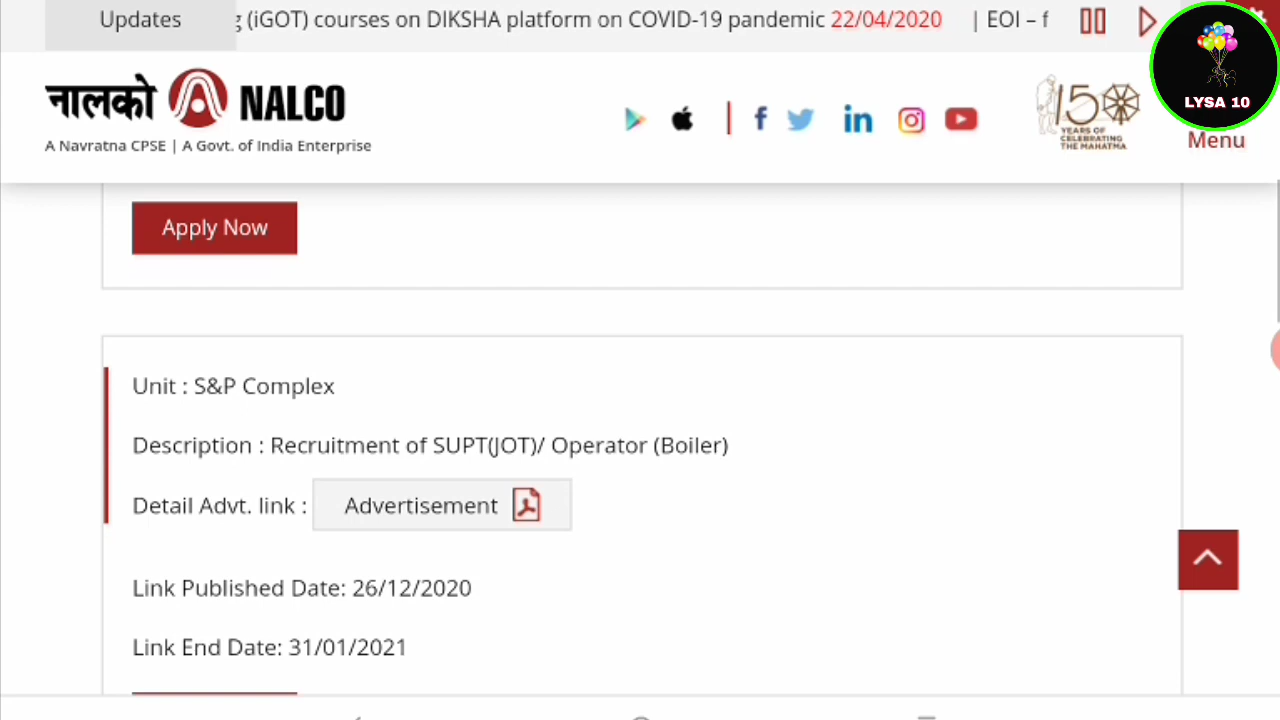 Updates
(iGOT) courses on DIKSHA platform on COVID-19 pandemic 22/04/2020 | EOI – f
नालको NALCO
A Navratna CPSE | A Govt. of India Enterprise
150
YEARS OF
CELEBRATING
THE MAHATMA
LYSA 10
Menu
Apply Now
Unit : S&P Complex
Description : Recruitment of SUPT(JOT)/ Operator (Boiler)
Detail Advt. link : Advertisement
Link Published Date: 26/12/2020
Link End Date: 31/01/2021